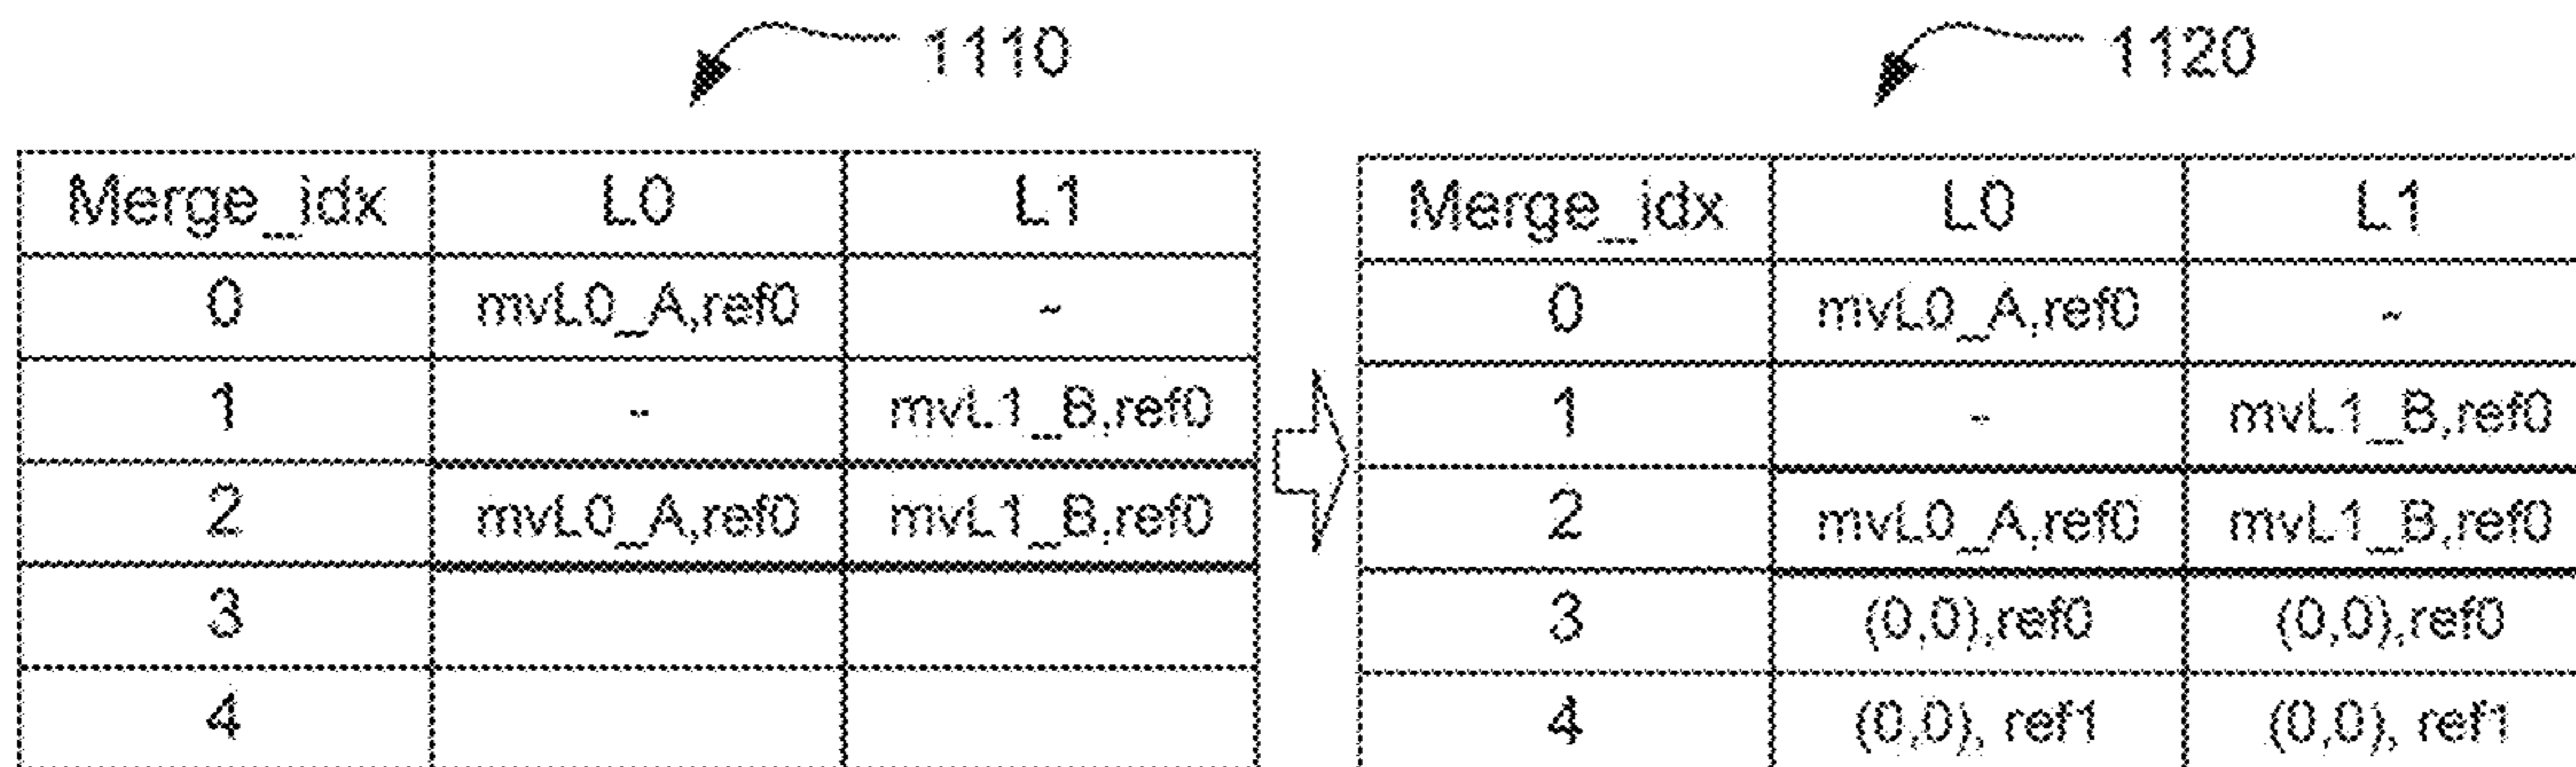 1110 1120
Merge_idx L0 L1 Merge_idx L0 L1
0 mvL0_A,ref0 - 0 mvL0_A,ref0 -
1 - mvL1_B,ref0 1 - mvL1_B,ref0
2 mvL0_A,ref0 mvL1_B,ref0 2 mvL0_A,ref0 mvL1_B,ref0
3 3 (0,0),ref0 (0,0),ref0
4 4 (0,0), ref1 (0,0), ref1